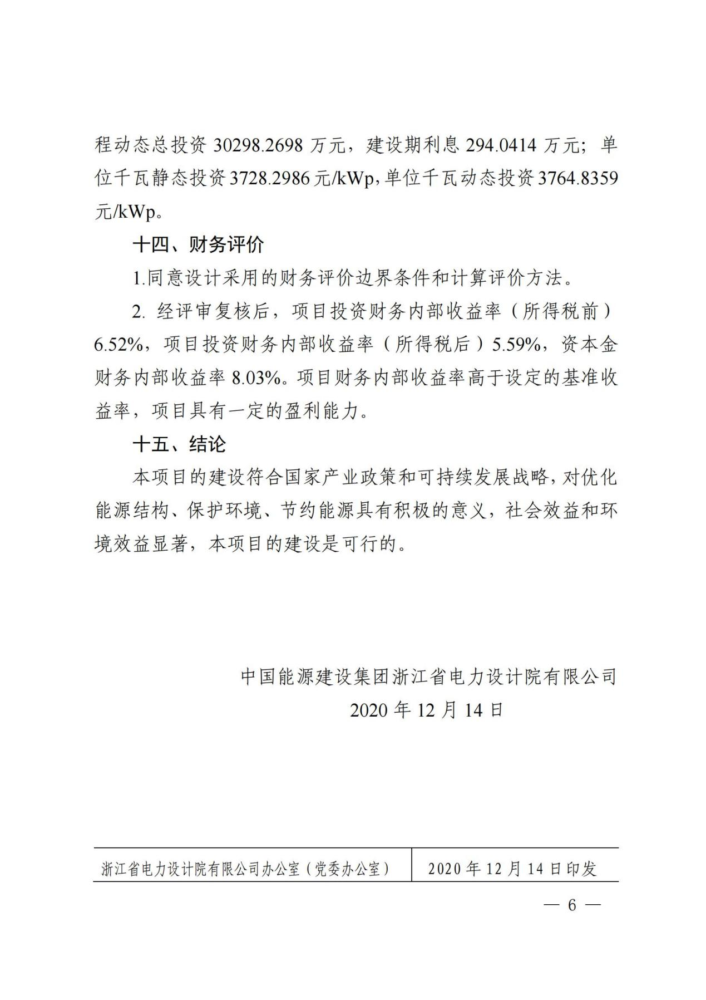 程动态总投资 30298.2698 万元，建设期利息 294.0414 万元；单
位千瓦静态投资 3728.2986 元/kWp，单位千瓦动态投资 3764.8359
元/kWp。
十四、财务评价
1.同意设计采用的财务评价边界条件和计算评价方法。
2. 经评审复核后，项目投资财务内部收益率（所得税前）
6.52%，项目投资财务内部收益率（所得税后）5.59%，资本金
财务内部收益率 8.03%。项目财务内部收益率高于设定的基准收
益率，项目具有一定的盈利能力。
十五、结论
本项目的建设符合国家产业政策和可持续发展战略，对优化
能源结构、保护环境、节约能源具有积极的意义，社会效益和环
境效益显著，本项目的建设是可行的。
中国能源建设集团浙江省电力设计院有限公司
2020 年 12 月 14 日
浙江省电力设计院有限公司办公室（党委办公室） 2020 年 12 月 14 日印发
— 6 —